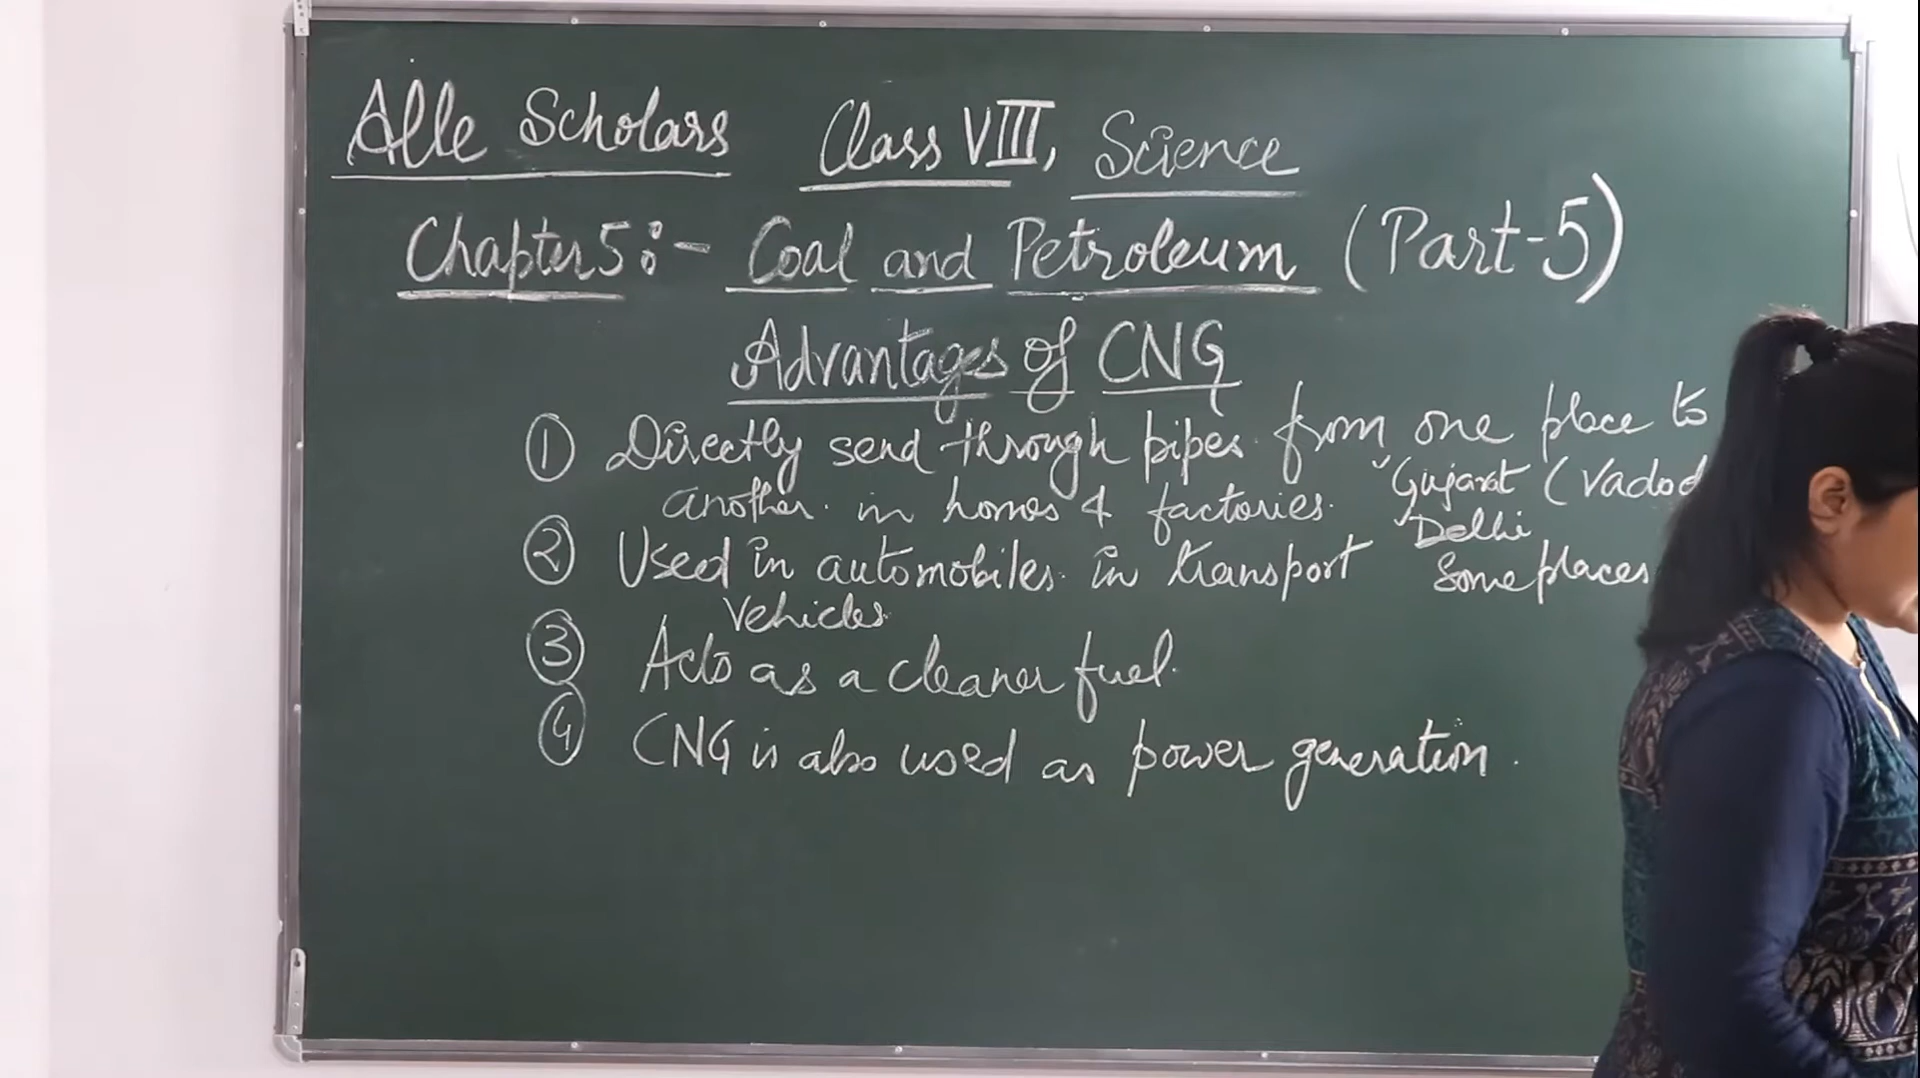 Alle Scholars Class VIII, Science
Chapter 5:- Coal and Petroleum (Part-5)
Advantages of CNG
① Directly send through pipes from one place to
another in homes & factories. Gujarat (Vadod
Delhi
② Used in automobiles in transport Some places
Vehicles
③ Acts as a cleaner fuel.
④ CNG is also used as power generation.